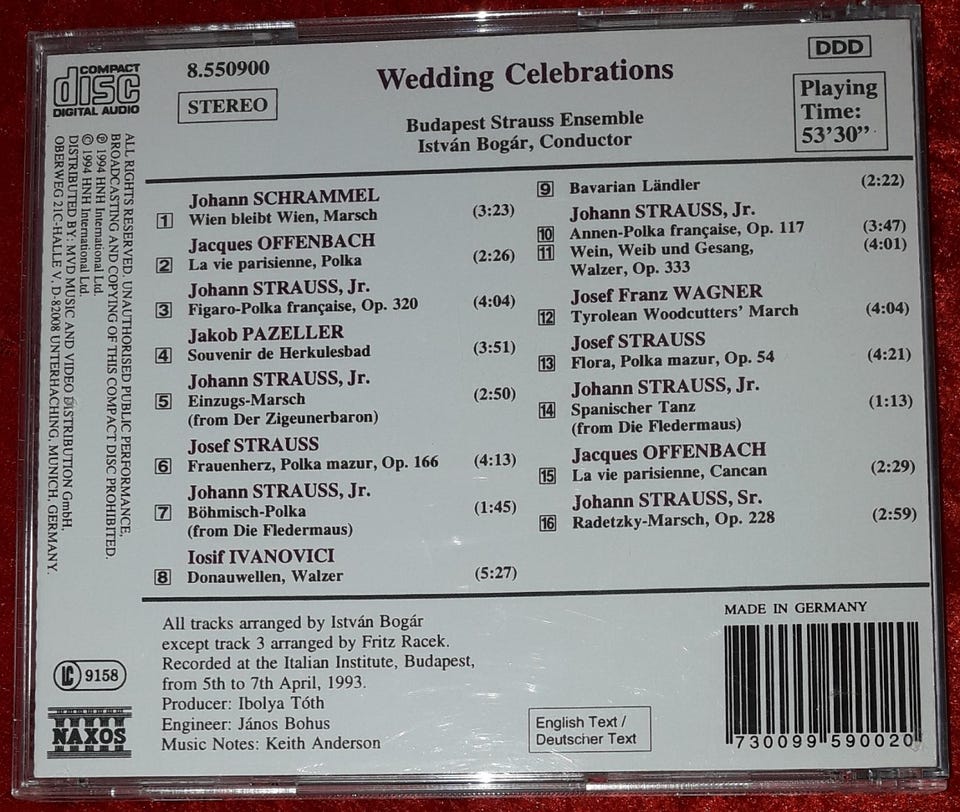 COMPACT
disc
DIGITAL AUDIO
8.550900
STEREO
Wedding Celebrations
Budapest Strauss Ensemble
István Bogár, Conductor
DDD
Playing
Time:
53'30"
ALL RIGHTS RESERVED. UNAUTHORISED PUBLIC PERFORMANCE,
BROADCASTING AND COPYING OF THIS COMPACT DISC PROHIBITED.
℗ 1994 HNH International Ltd.
© 1994 HNH International Ltd.
DISTRIBUTED BY: MVD MUSIC AND VIDEO DISTRIBUTION GmbH,
OBERWEG 21C-HALLE V, D-82008 UNTERHACHING, MUNICH, GERMANY.
Johann SCHRAMMEL
1 Wien bleibt Wien, Marsch (3:23)
Jacques OFFENBACH
2 La vie parisienne, Polka (2:26)
Johann STRAUSS, Jr.
3 Figaro-Polka française, Op. 320 (4:04)
Jakob PAZELLER
4 Souvenir de Herkulesbad (3:51)
Johann STRAUSS, Jr.
5 Einzugs-Marsch (2:50)
(from Der Zigeunerbaron)
Josef STRAUSS
6 Frauenherz, Polka mazur, Op. 166 (4:13)
Johann STRAUSS, Jr.
7 Böhmisch-Polka (1:45)
(from Die Fledermaus)
Iosif IVANOVICI
8 Donauwellen, Walzer (5:27)
9 Bavarian Ländler (2:22)
Johann STRAUSS, Jr.
10 Annen-Polka française, Op. 117 (3:47)
11 Wein, Weib und Gesang, (4:01)
Walzer, Op. 333
Josef Franz WAGNER
12 Tyrolean Woodcutters' March (4:04)
Josef STRAUSS
13 Flora, Polka mazur, Op. 54 (4:21)
Johann STRAUSS, Jr.
14 Spanischer Tanz (1:13)
(from Die Fledermaus)
Jacques OFFENBACH
15 La vie parisienne, Cancan (2:29)
Johann STRAUSS, Sr.
16 Radetzky-Marsch, Op. 228 (2:59)
All tracks arranged by István Bogár
except track 3 arranged by Fritz Racek.
Recorded at the Italian Institute, Budapest,
from 5th to 7th April, 1993.
Producer: Ibolya Tóth
Engineer: János Bohus
Music Notes: Keith Anderson
LC 9158
NAXOS
English Text /
Deutscher Text
MADE IN GERMANY
730099 590020